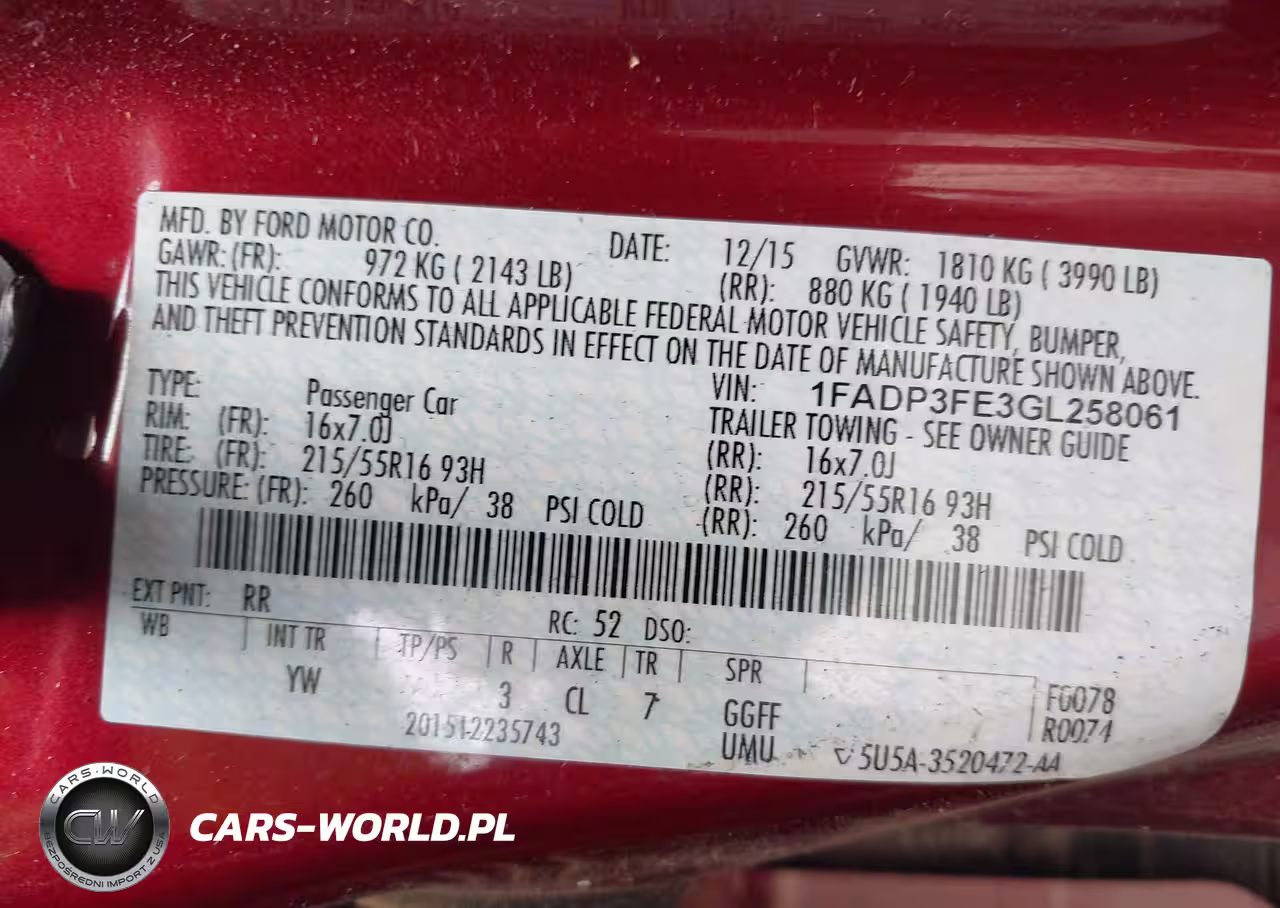 MFD. BY FORD MOTOR CO. DATE: 12/15 GVWR: 1810 KG ( 3990 LB)
GAWR: (FR): 972 KG ( 2143 LB) (RR): 880 KG ( 1940 LB)
THIS VEHICLE CONFORMS TO ALL APPLICABLE FEDERAL MOTOR VEHICLE SAFETY, BUMPER,
AND THEFT PREVENTION STANDARDS IN EFFECT ON THE DATE OF MANUFACTURE SHOWN ABOVE.
VIN: 1FADP3FE3GL258061
TYPE: Passenger Car TRAILER TOWING - SEE OWNER GUIDE
RIM: (FR): 16x7.0J (RR): 16x7.0J
TIRE: (FR): 215/55R16 93H (RR): 215/55R16 93H
PRESSURE: (FR): 260 kPa/ 38 PSI COLD (RR): 260 kPa/ 38 PSI COLD
EXT PNT: RR RC: 52 DSO:
WB INT TR TP/PS R AXLE TR SPR
YW 3 CL 7 GGFF F0078
201512235743 UMU R0074
5U5A-3520472-AA
CARS-WORLD
CW
BEZPOŚREDNI IMPORT Z USA
CARS-WORLD.PL